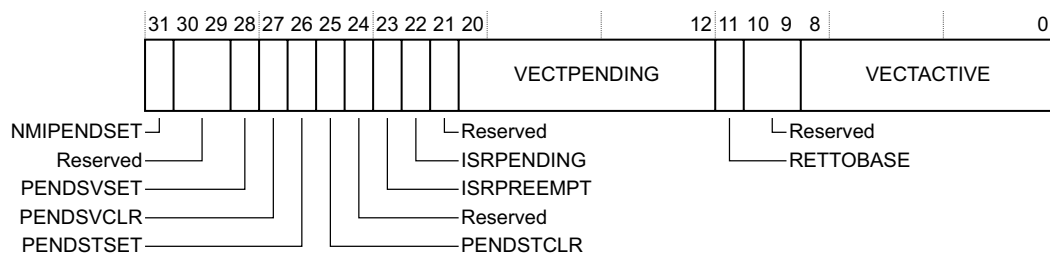 31 30 29 28 27 26 25 24 23 22 21 20 12 11 10 9 8 0
VECTPENDING VECTACTIVE
NMIPENDSET Reserved Reserved
Reserved ISRPENDING RETTOBASE
PENDSVSET ISRPREEMPT
PENDSVCLR Reserved
PENDSTSET PENDSTCLR